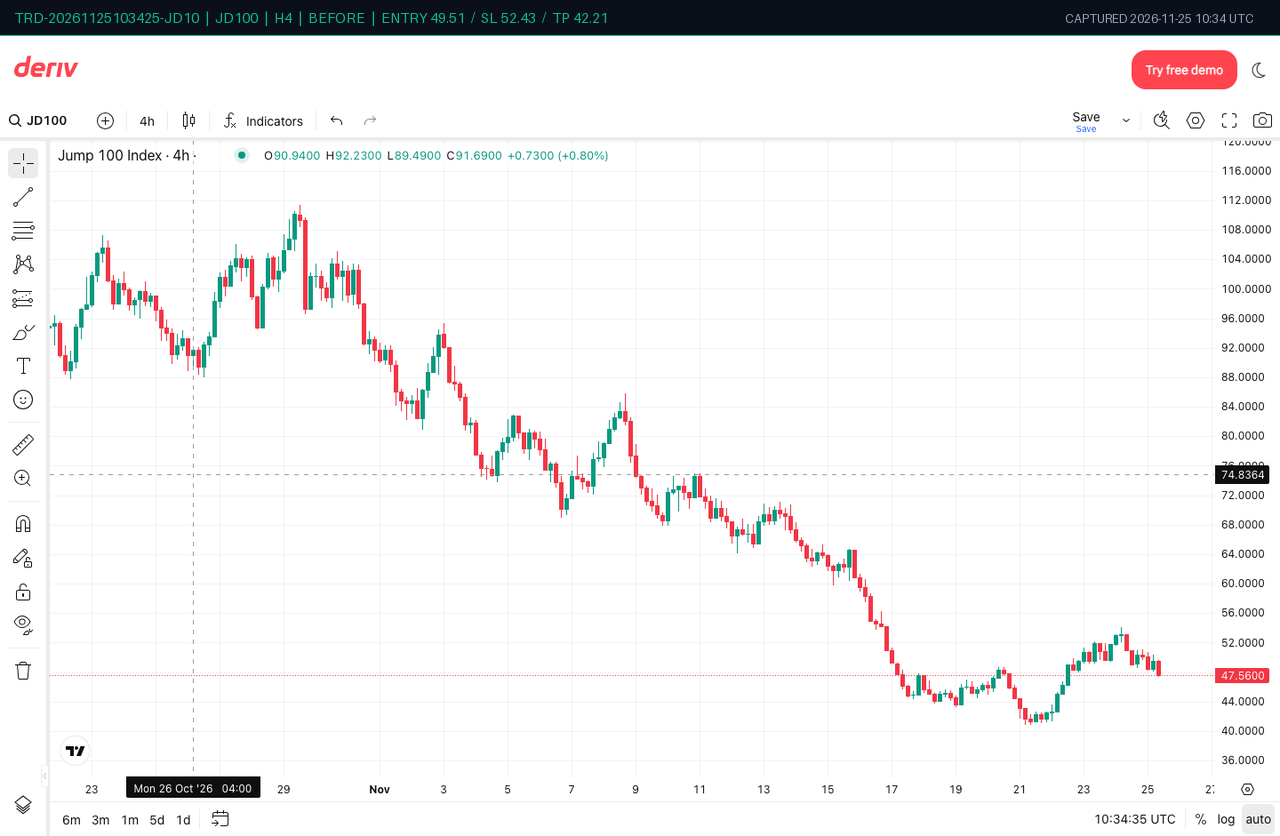 TRD-20261125103425-JD10 | JD100 | H4 | BEFORE | ENTRY 49.51 / SL 52.43 / TP 42.21
CAPTURED 2026-11-25 10:34 UTC
deriv
Try free demo
JD100
4h
Indicators
Save
Save
Jump 100 Index · 4h ·
O90.9400 H92.2300 L89.4900 C91.6900 +0.7300 (+0.80%)
120.0000
116.0000
112.0000
108.0000
104.0000
100.0000
96.0000
92.0000
88.0000
84.0000
80.0000
76.0000
74.8364
72.0000
68.0000
64.0000
60.0000
56.0000
52.0000
47.5600
44.0000
40.0000
36.0000
23
Mon 26 Oct '26 04:00
29
Nov
3
5
7
9
11
13
15
17
19
21
23
25
6m 3m 1m 5d 1d
10:34:35 UTC
% log auto